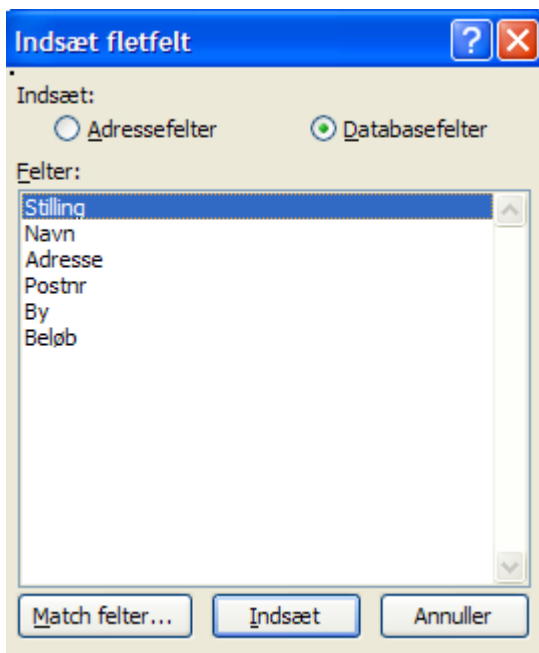 Indsæt fletfelt
Indsæt:
Adressefelter Databasefelter
Felter:
Stilling
Navn
Adresse
Postnr
By
Beløb
Match felter... Indsæt Annuller